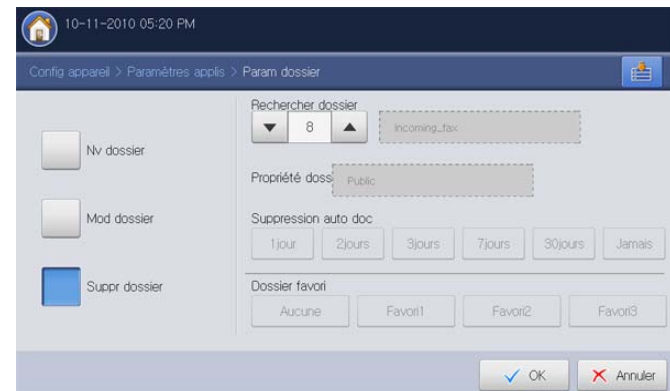 10-11-2010 05:20 PM
Config appareil > Paramètres applis > Param dossier
Nv dossier
Mod dossier
Suppr dossier
Rechercher dossier
8 incoming_fax
Propriété doss Public
Suppression auto doc
1jour 2jours 3jours 7jours 30jours Jamais
Dossier favori
Aucune Favori1 Favori2 Favori3
OK Annuler